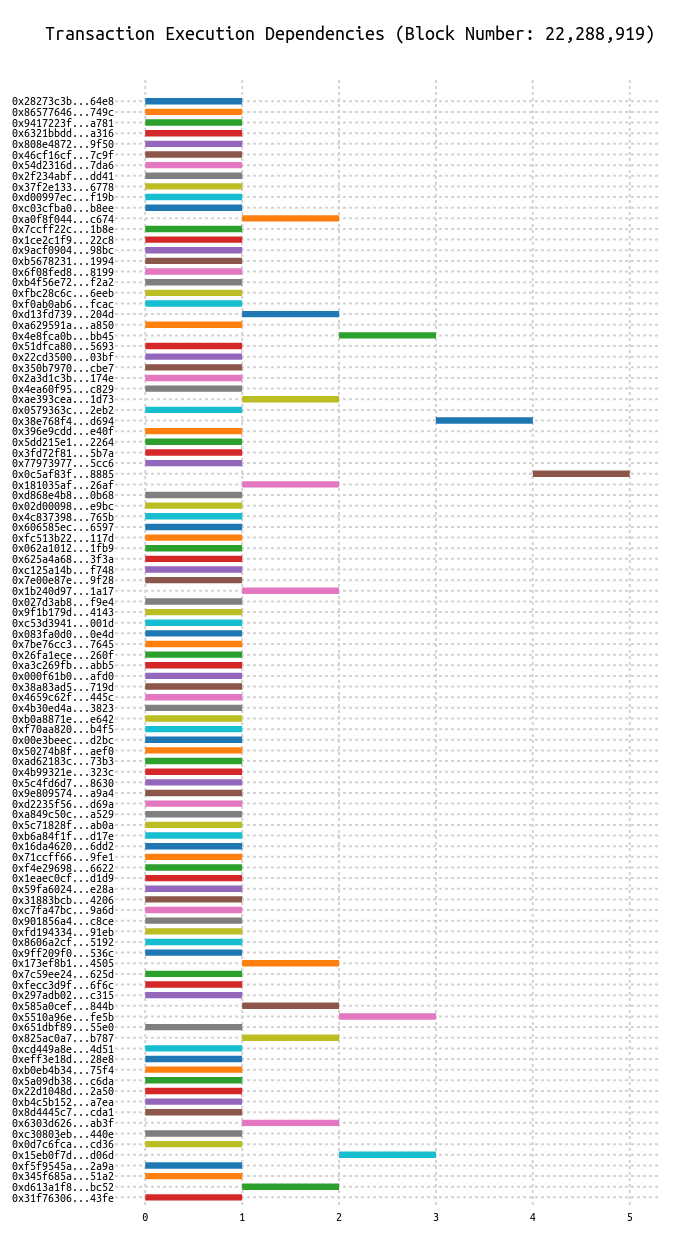 Transaction Execution Dependencies (Block Number: 22,288,919)
0x28273c3b...64e8
0x86577646...749c
0x9417223f...a781
0x6321bbdd...a316
0x808e4872...9f50
0x46cf16cf...7c9f
0x54d2316d...7da6
0x2f234abf...dd41
0x37f2e133...6778
0xd00997ec...f19b
0xc03cfba0...b8ee
0xa0f8f044...c674
0x7ccff22c...1b8e
0x1ce2c1f9...22c8
0x9acf0904...98bc
0xb5678231...1994
0x6f08fed8...8199
0xb4f56e72...f2a2
0xfbc28c6c...6eeb
0xf0ab0ab6...fcac
0xd13fd739...204d
0xa629591a...a850
0x4e8fca0b...bb45
0x51dfca80...5693
0x22cd3500...03bf
0x350b7970...cbe7
0x2a3d1c3b...174e
0x4ea60f95...c829
0xae393cea...1d73
0x0579363c...2eb2
0x38e768f4...d694
0x396e9cdd...e40f
0x5dd215e1...2264
0x3fd72f81...5b7a
0x77973977...5cc6
0x0c5af83f...8885
0x181035af...26af
0xd868e4b8...0b68
0x02d00098...e9bc
0x4c837398...765b
0x606585ec...6597
0xfc513b22...117d
0x062a1012...1fb9
0x625a4a68...3f3a
0xc125a14b...f748
0x7e00e87e...9f28
0x1b240d97...1a17
0x027d3ab8...f9e4
0x9f1b179d...4143
0xc53d3941...001d
0x083fa0d0...0e4d
0x7be76cc3...7645
0x26fa1ece...260f
0xa3c269fb...abb5
0x000f61b0...afd0
0x38a83ad5...719d
0x4659c62f...445c
0x4b30ed4a...3823
0xb0a8871e...e642
0xf70aa820...b4f5
0x00e3beec...d2bc
0x50274b8f...aef0
0xad62183c...73b3
0x4b99321e...323c
0x5c4fd6d7...8630
0x9e809574...a9a4
0xd2235f56...d69a
0xa849c50c...a529
0x5c71828f...ab0a
0xb6a84f1f...d17e
0x16da4620...6dd2
0x71ccff66...9fe1
0xf4e29698...6622
0x1eaec0cf...d1d9
0x59fa6024...e28a
0x31883bcb...4206
0xc7fa47bc...9a6d
0x901856a4...c8ce
0xfd194334...91eb
0x8606a2cf...5192
0x9ff209f0...536c
0x173ef8b1...4505
0x7c59ee24...625d
0xfecc3d9f...6f6c
0x297adb02...c315
0x585a0cef...844b
0x5510a96e...fe5b
0x651dbf89...55e0
0x825ac0a7...b787
0xcd449a8e...4d51
0xeff3e18d...28e8
0xb0eb4b34...75f4
0x5a09db38...c6da
0x22d1048d...2a50
0xb4c5b152...a7ea
0x8d4445c7...cda1
0x6303d626...ab3f
0xc30803eb...440e
0x0d7c6fca...cd36
0x15eb0f7d...d06d
0xf5f9545a...2a9a
0x345f685a...51a2
0xd613a1f8...bc52
0x31f76306...43fe
0 1 2 3 4 5